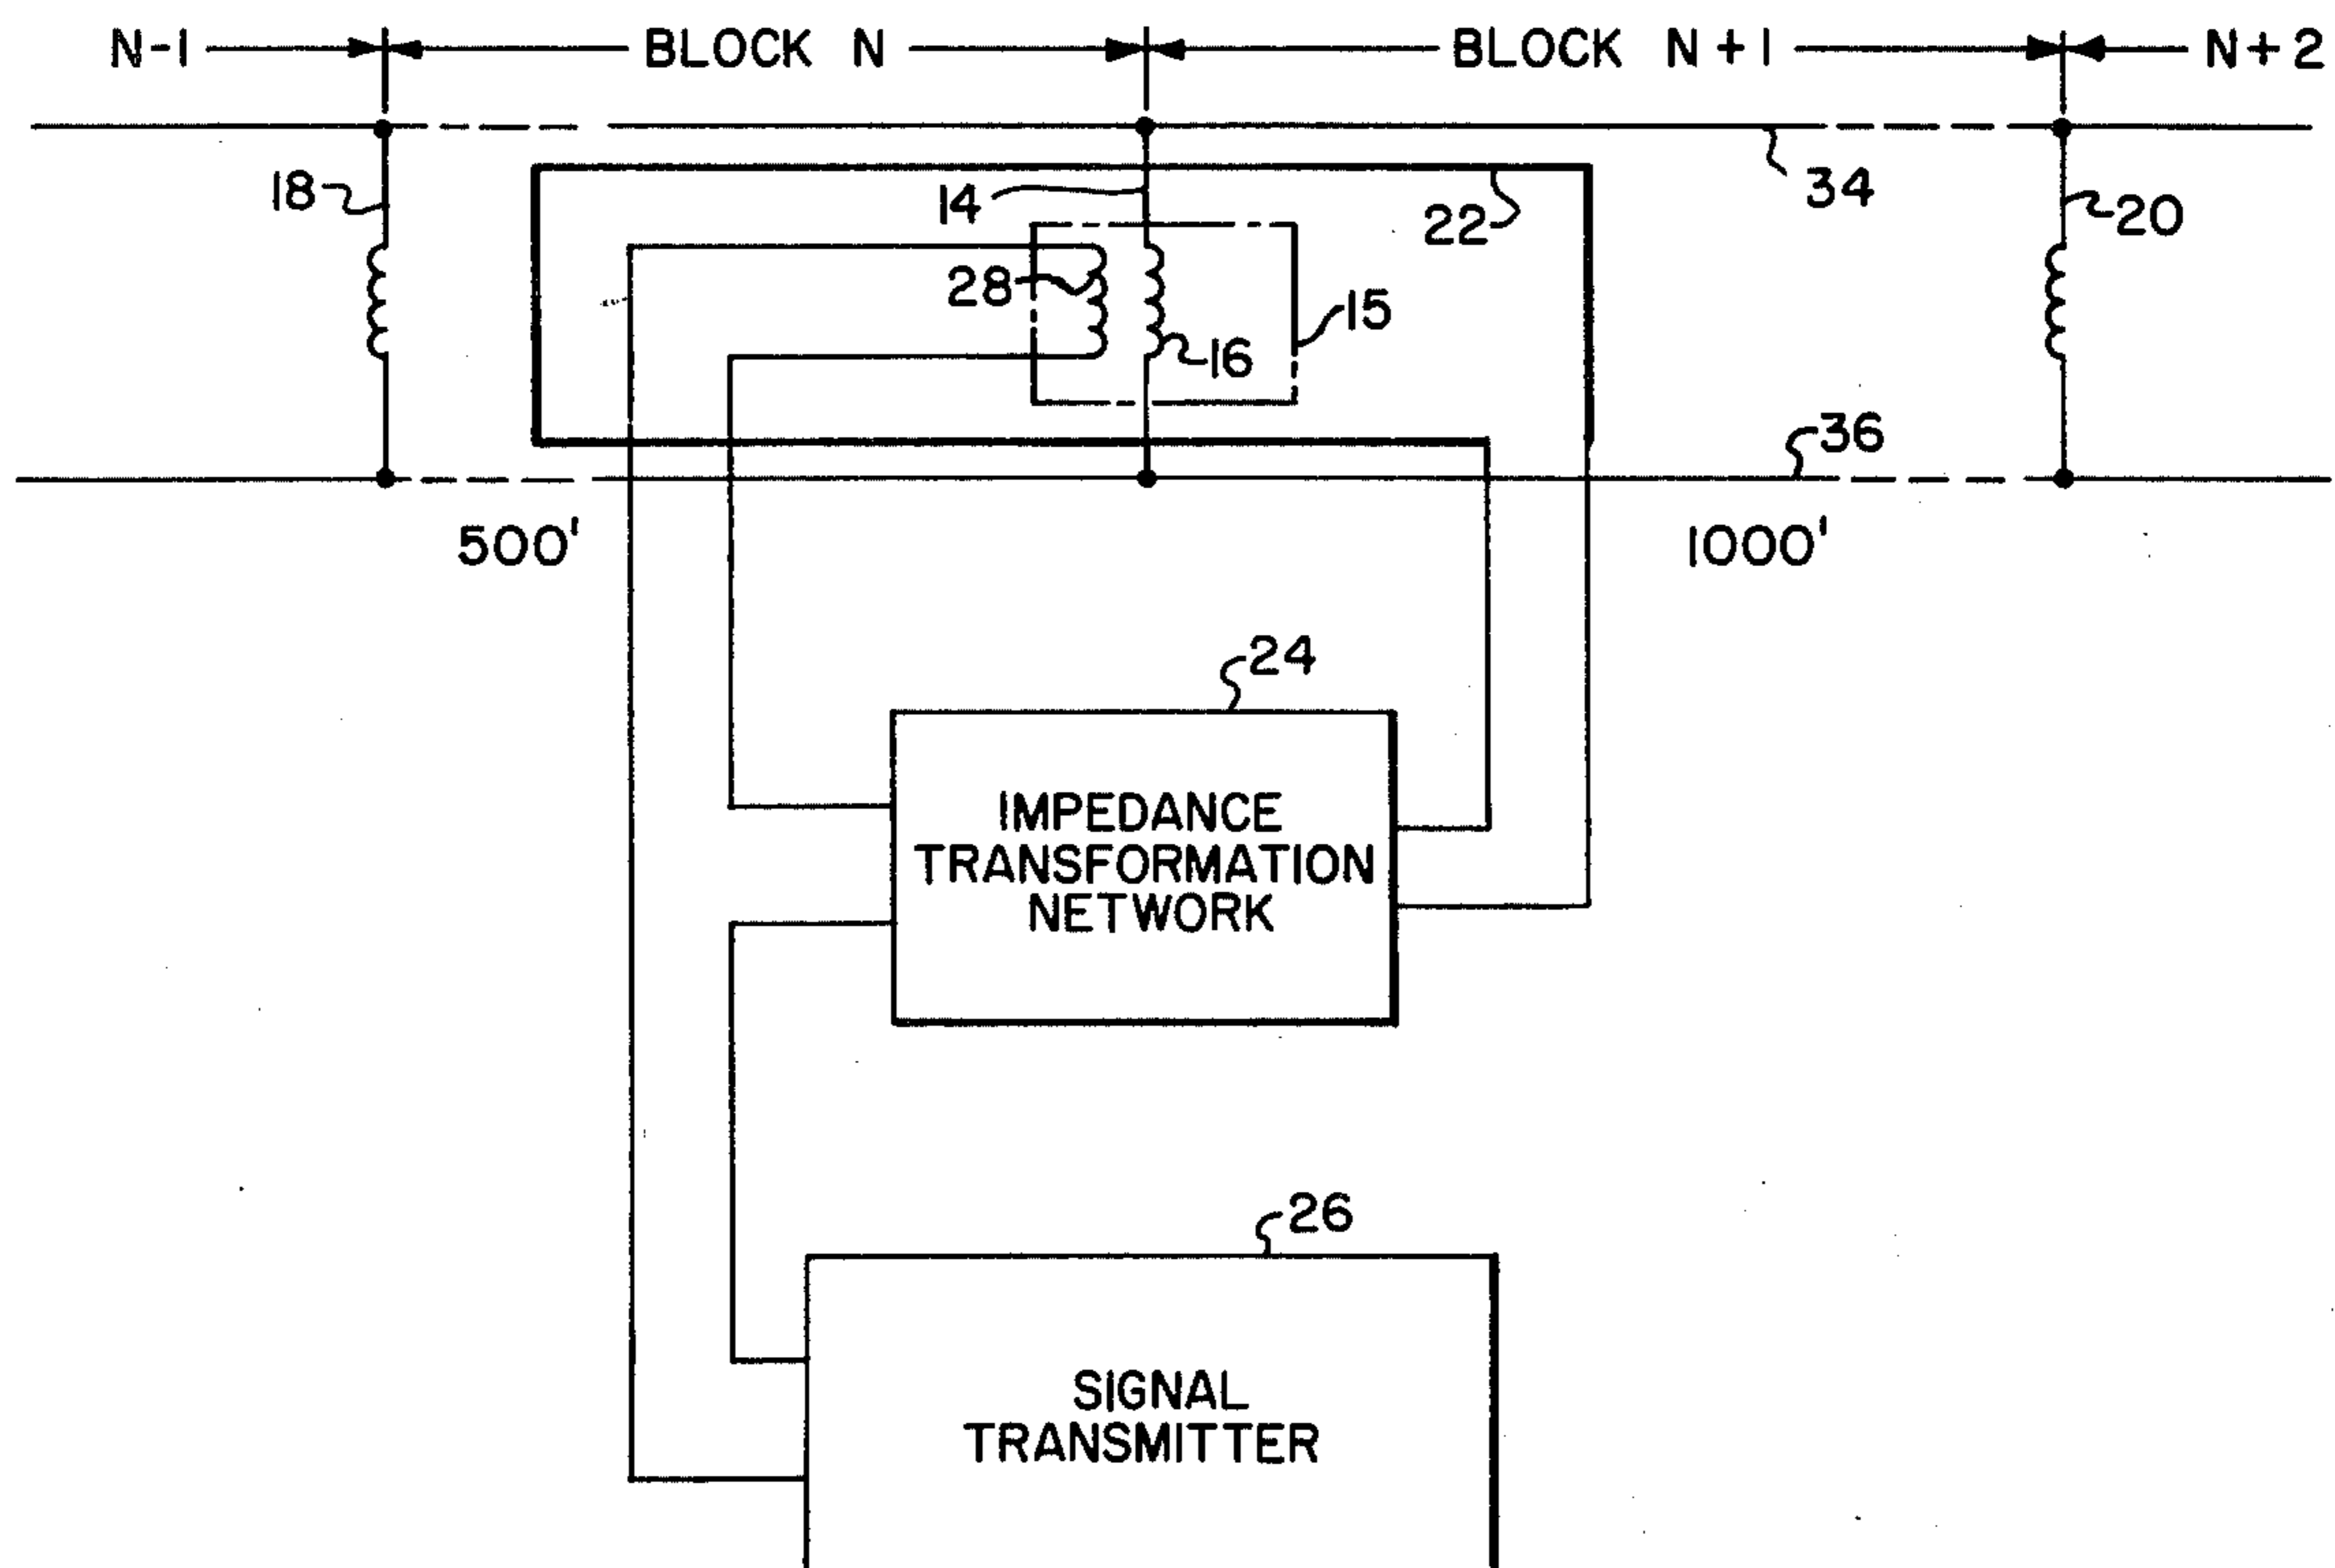 N-1 BLOCK N BLOCK N+1 N+2
18
14
22
34
20
28
16
15
36
500'
1000'
24
IMPEDANCE
TRANSFORMATION
NETWORK
26
SIGNAL
TRANSMITTER